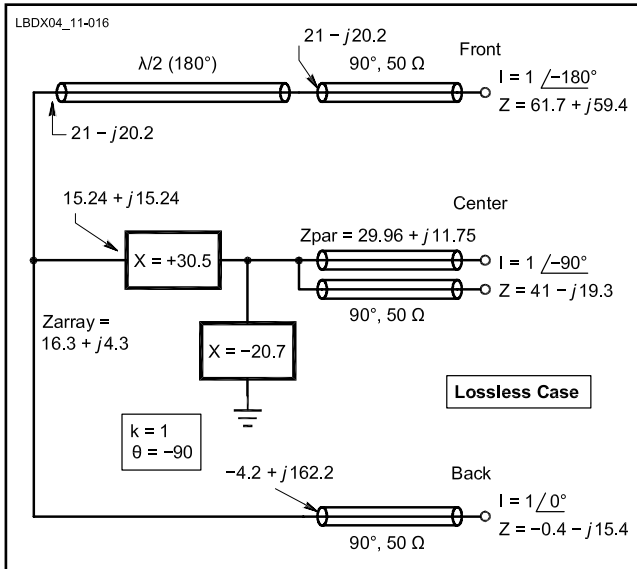 LBDX04_11-016
λ/2 (180°)
21 – j20.2
90°, 50 Ω
Front
I = 1 /–180°
Z = 61.7 + j59.4
21 – j20.2
15.24 + j15.24
Center
Zpar = 29.96 + j11.75
X = +30.5
I = 1 /–90°
Z = 41 – j19.3
90°, 50 Ω
Zarray =
16.3 + j4.3
X = –20.7
Lossless Case
k = 1
θ = –90
–4.2 + j162.2
Back
I = 1 / 0°
Z = –0.4 – j15.4
90°, 50 Ω